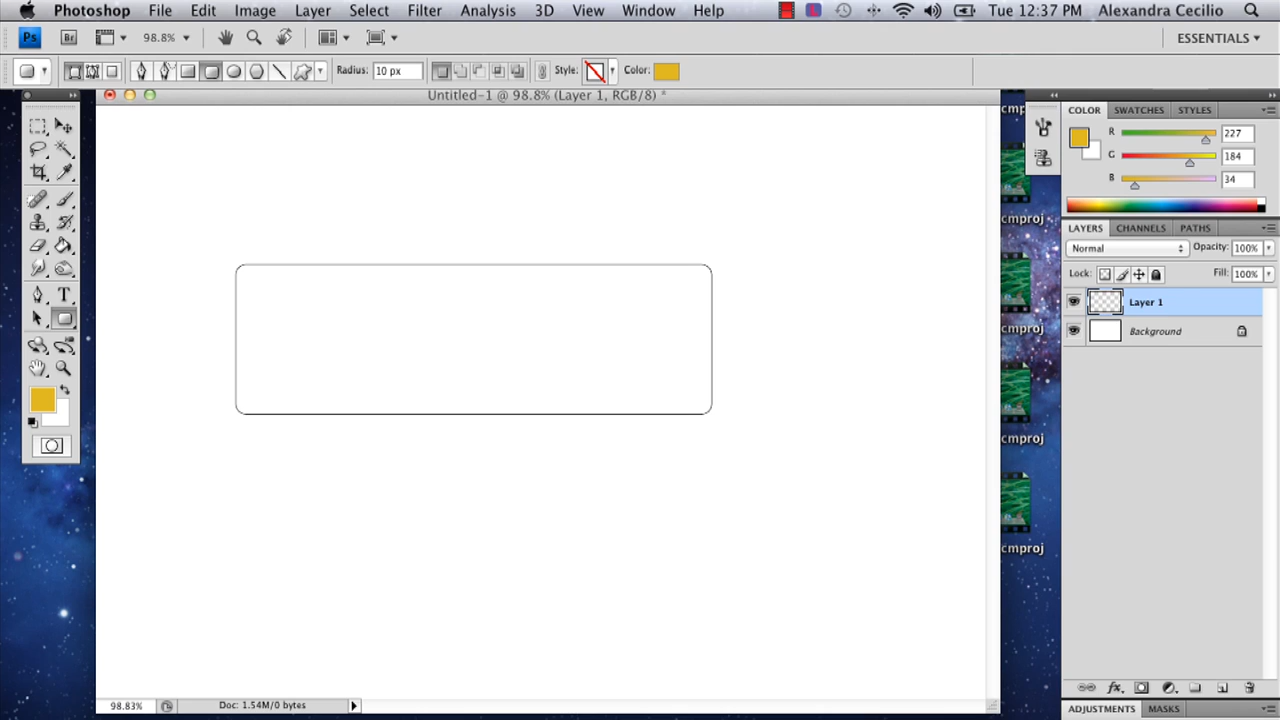 Photoshop File Edit Image Layer Select Filter Analysis 3D View Window Help Tue 12:37 PM Alexandra Cecilio
Ps Br 98.8% ESSENTIALS
Radius: 10 px Style: Color:
Untitled-1 @ 98.8% (Layer 1, RGB/8) *
COLOR SWATCHES STYLES
R 227
G 184
B 34
LAYERS CHANNELS PATHS
Normal Opacity: 100%
Lock: Fill: 100%
Layer 1
Background
cmproj
cmproj
cmproj
cmproj
T
fx
98.83% Doc: 1.54M/0 bytes
ADJUSTMENTS MASKS